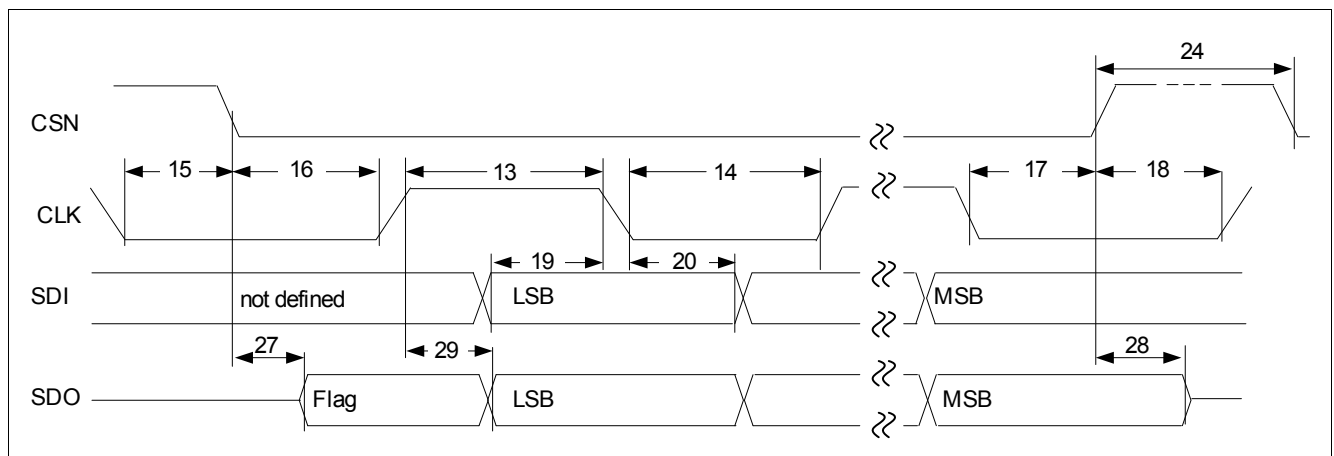 24
CSN
15 16 13 14 17 18
CLK
19 20
SDI not defined LSB MSB
27 29 28
SDO Flag LSB MSB